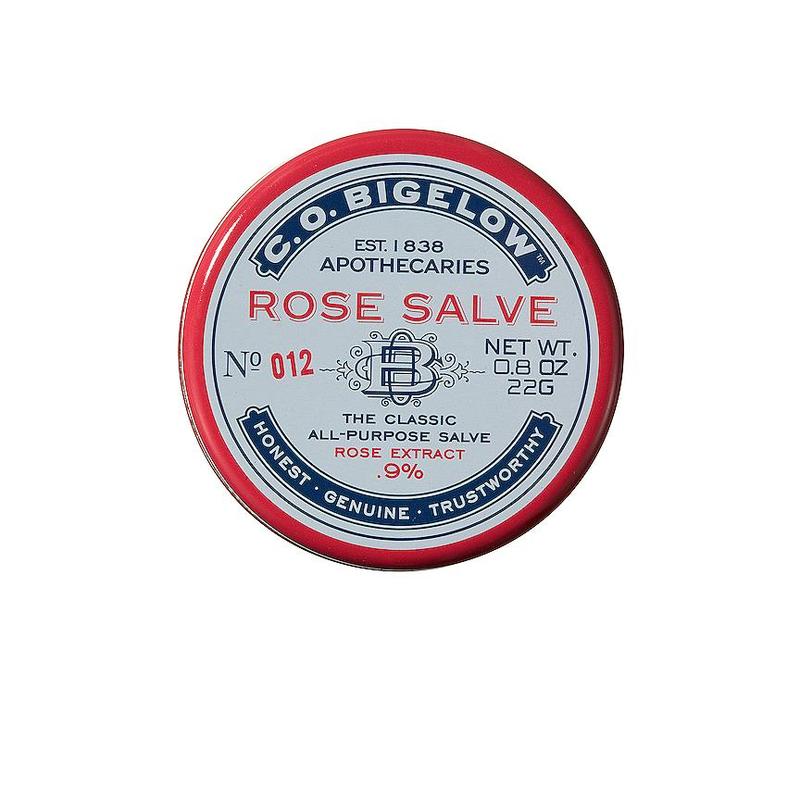 C.O. BIGELOW™
EST. 1838
APOTHECARIES
ROSE SALVE
Nº 012
NET WT.
0.8 OZ
22G
THE CLASSIC
ALL-PURPOSE SALVE
ROSE EXTRACT
.9%
HONEST · GENUINE · TRUSTWORTHY